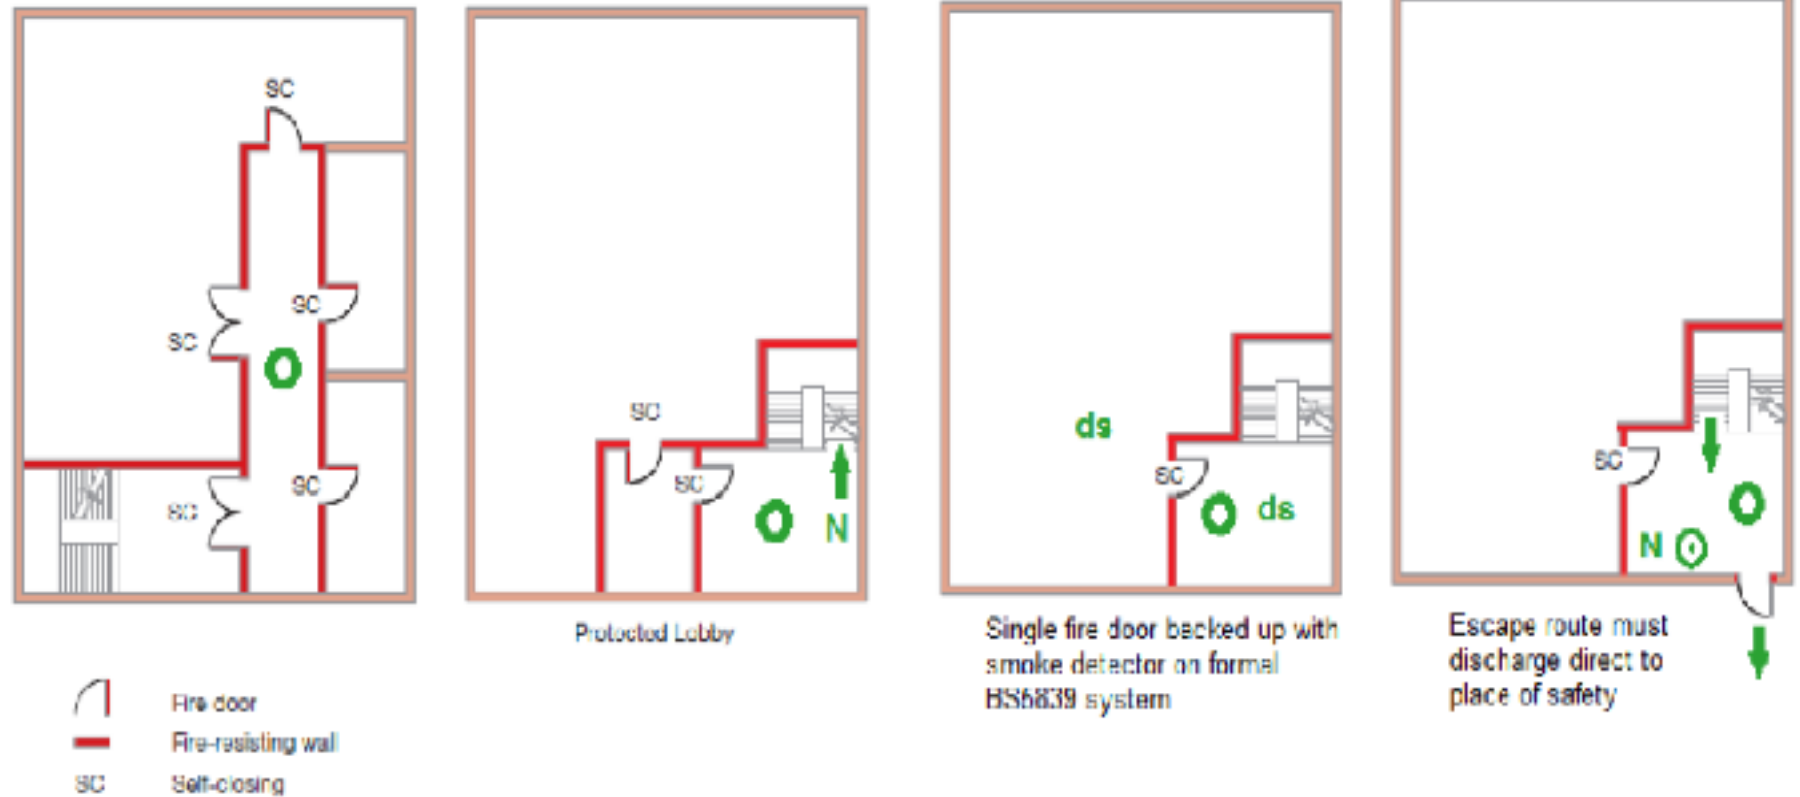 SC
SC
SC
SC
SC
SC
SC
N
Protected Lobby
ds
SC
ds
Single fire door backed up with
smoke detector on formal
BS5839 system
SC
N
Escape route must
discharge direct to
place of safety
Fire door
Fire-resisting wall
SC Self-closing